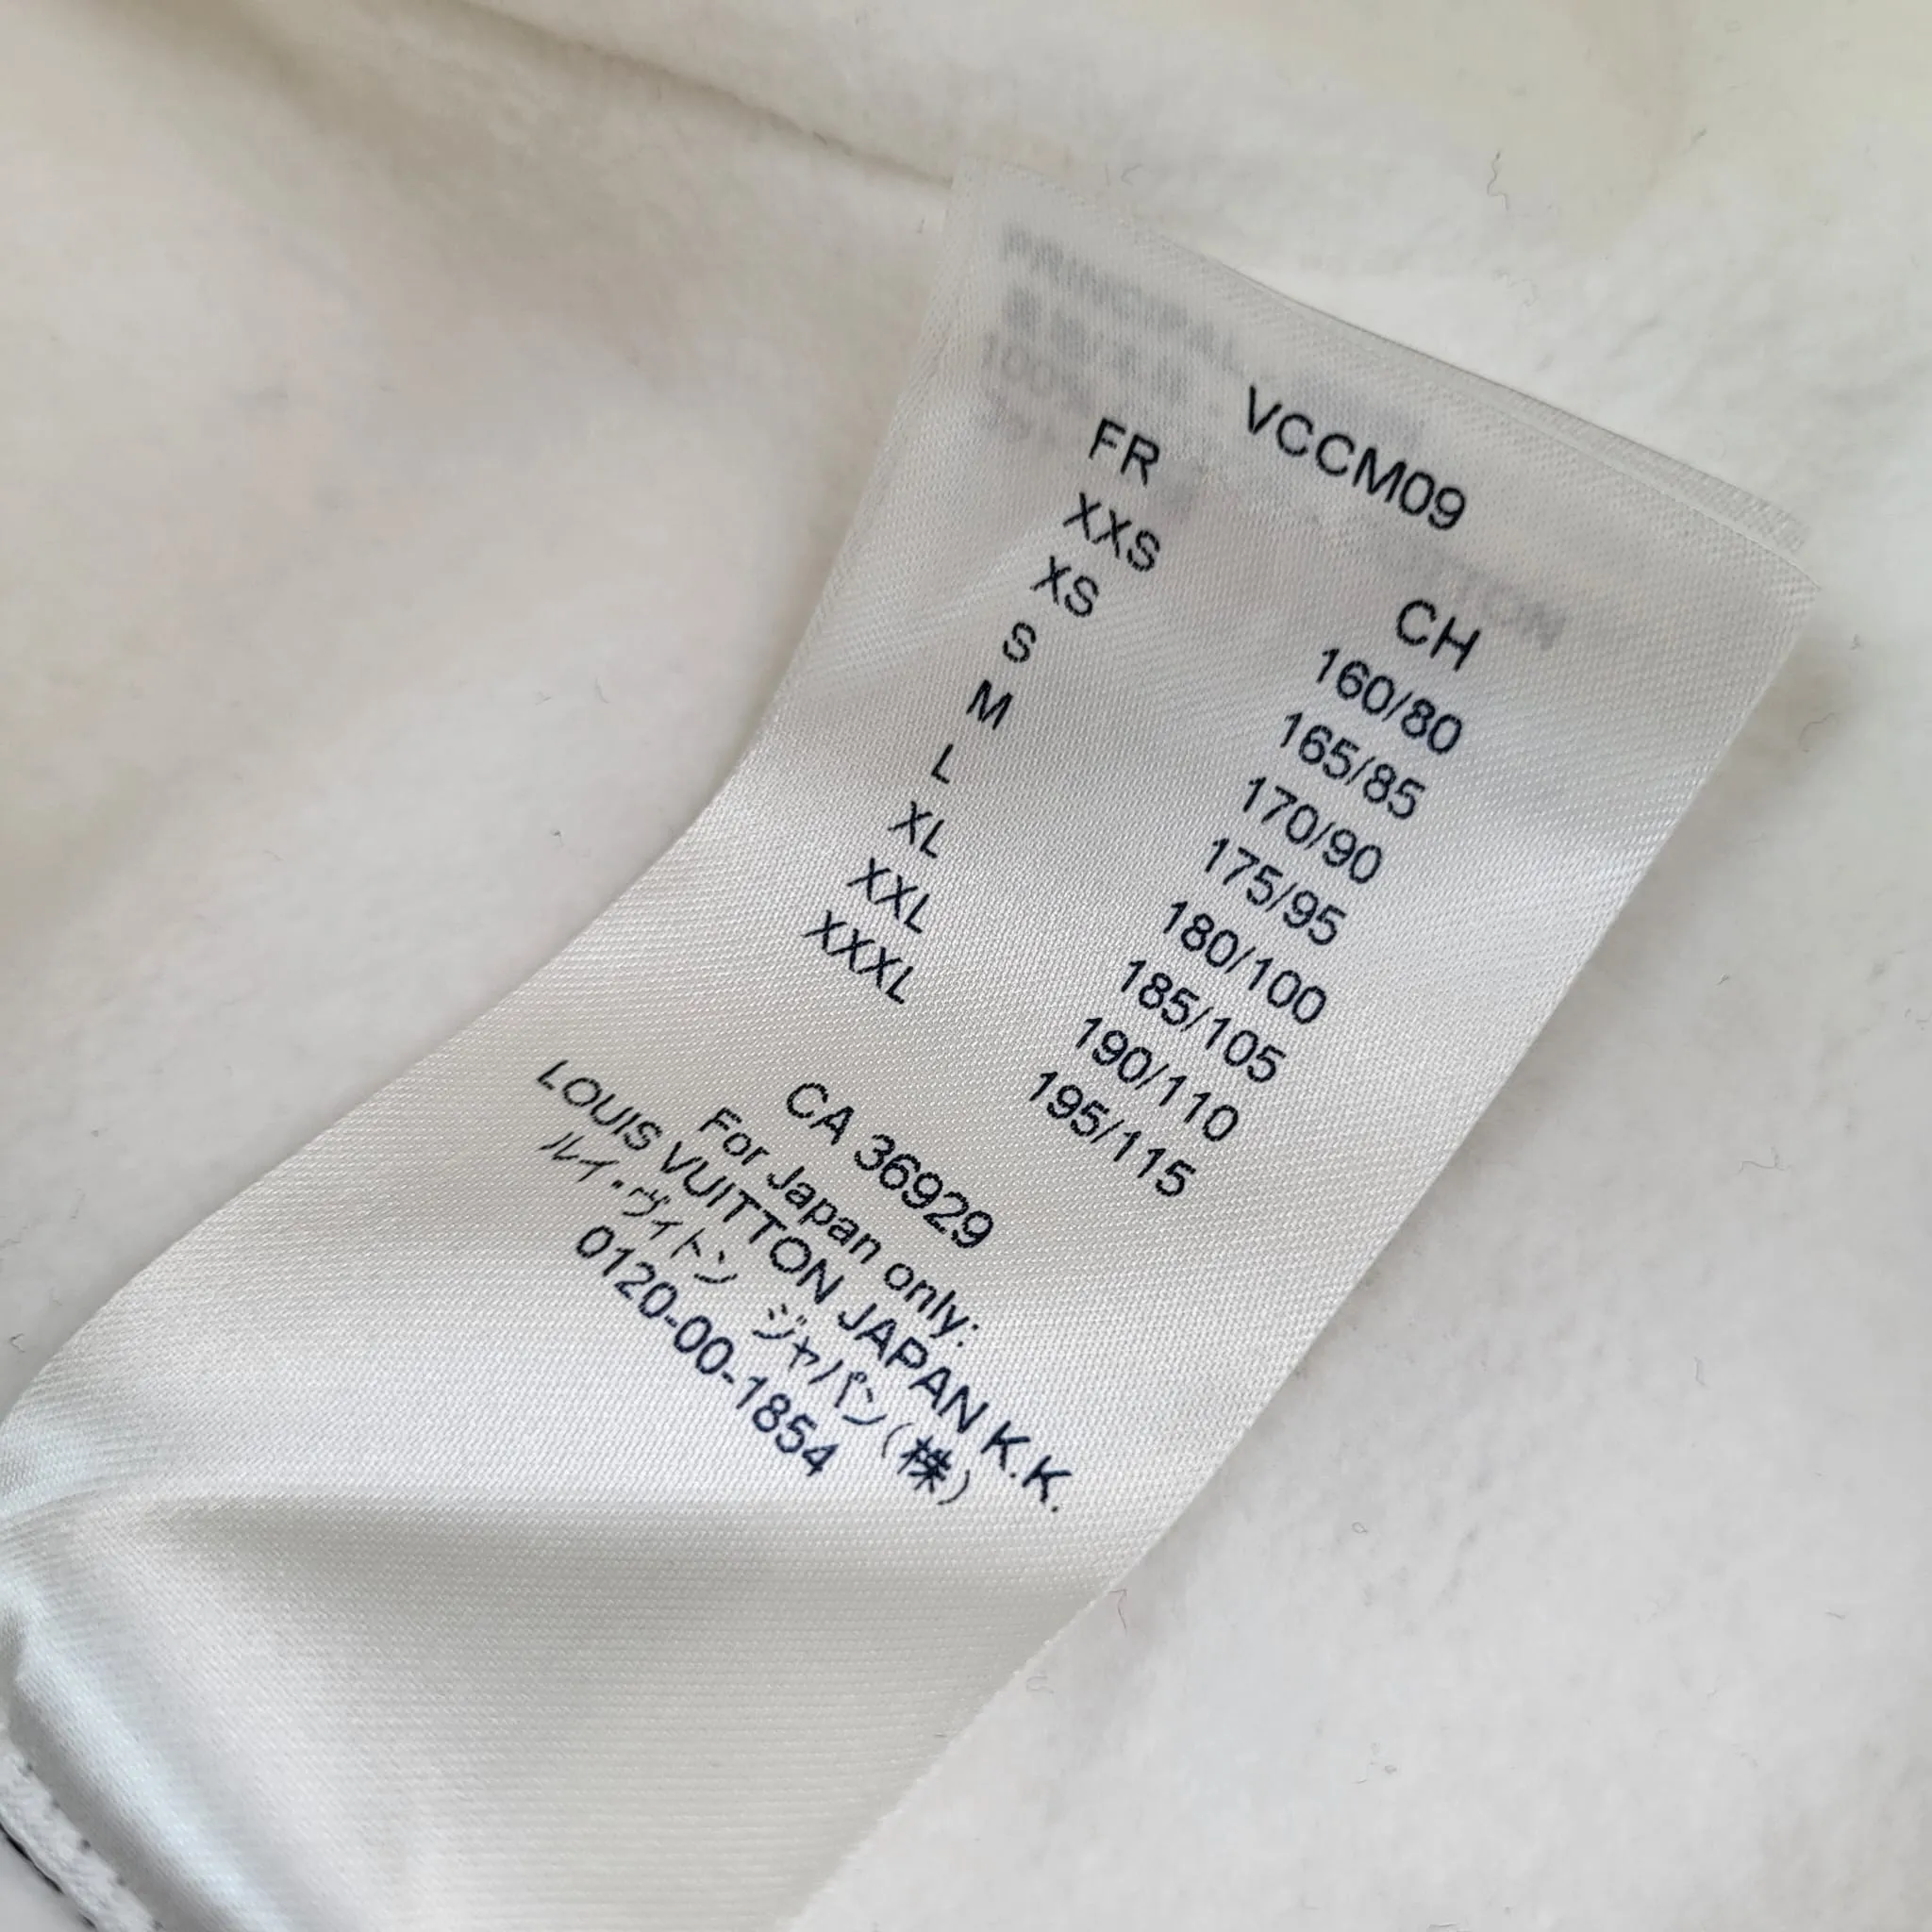 VCCM09
FR CH
XXS 160/80
XS 165/85
S 170/90
M 175/95
L 180/100
XL 185/105
XXL 190/110
XXXL 195/115
CA 36929
For Japan only:
LOUIS VUITTON JAPAN K.K.
ルイ・ヴィトン ジャパン(株)
0120-00-1854
PRINCIPAL
100%